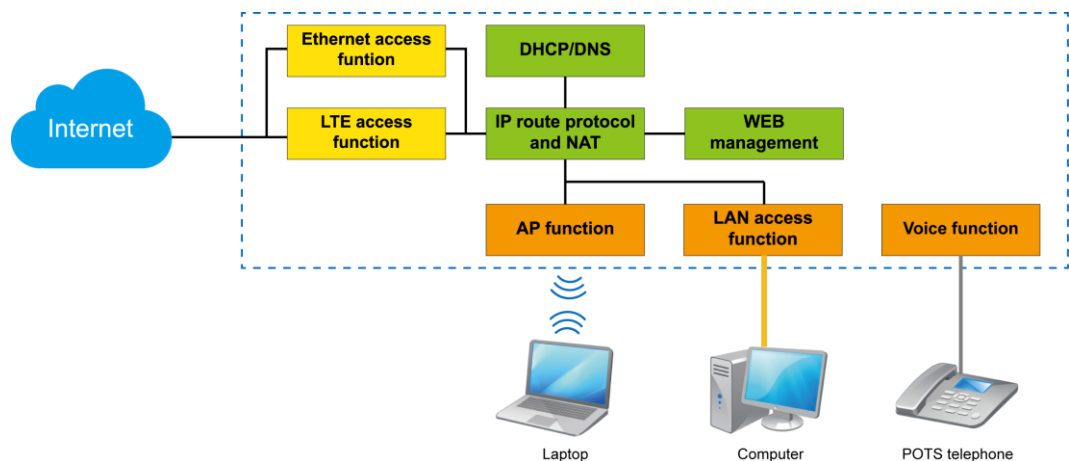 Internet
Ethernet access
funtion
DHCP/DNS
LTE access
function
IP route protocol
and NAT
WEB
management
AP function
LAN access
function
Voice function
Laptop
Computer
POTS telephone